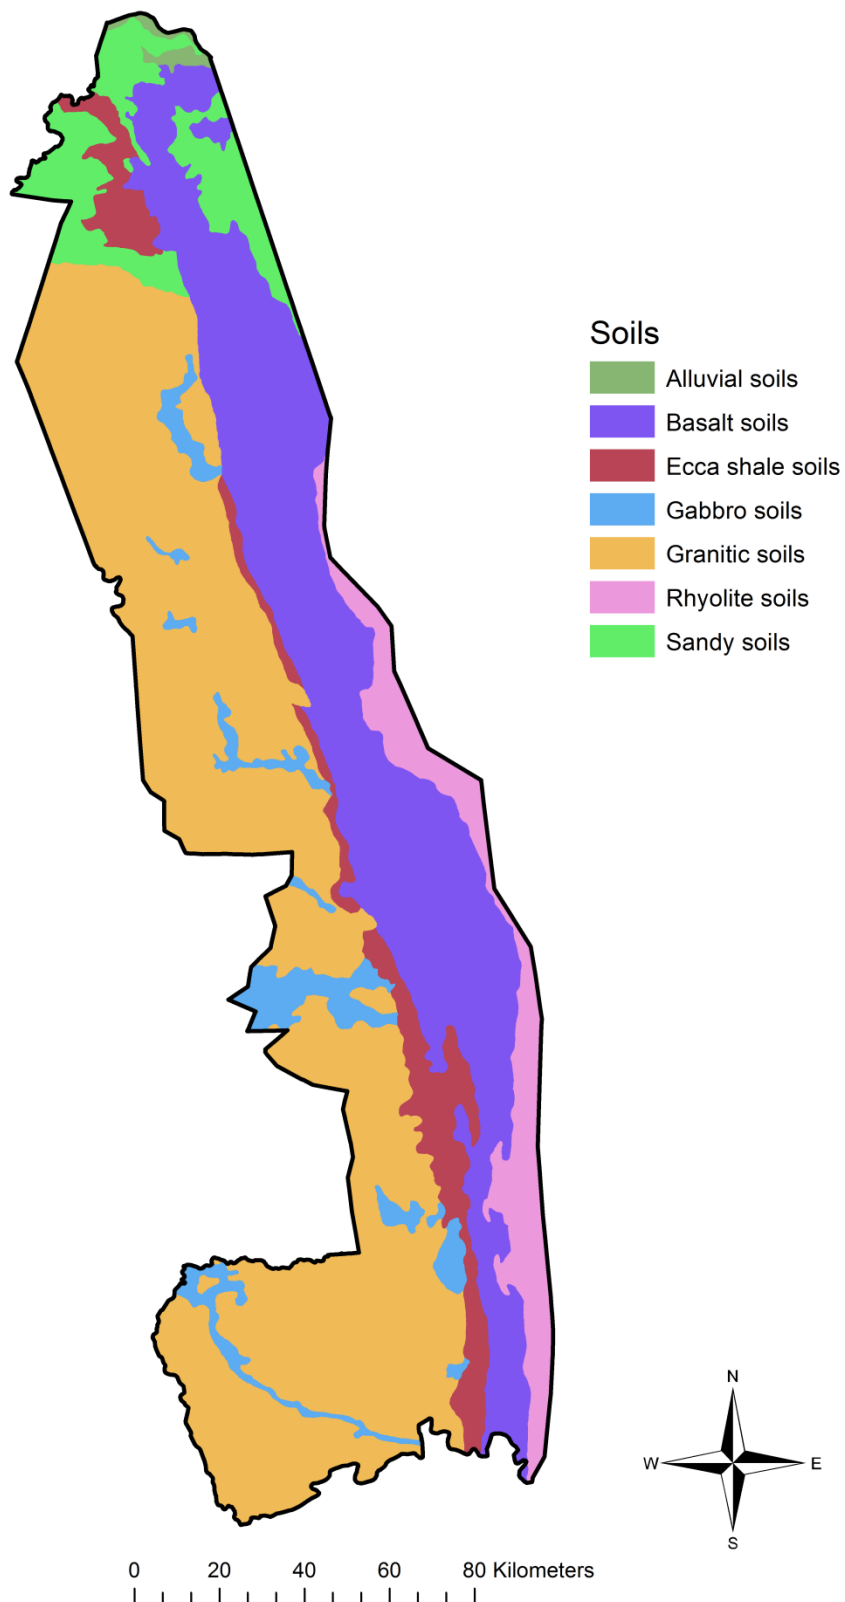 Soils
Alluvial soils
Basalt soils
Ecca shale soils
Gabbro soils
Granitic soils
Rhyolite soils
Sandy soils
N
W E
S
0 20 40 60 80 Kilometers